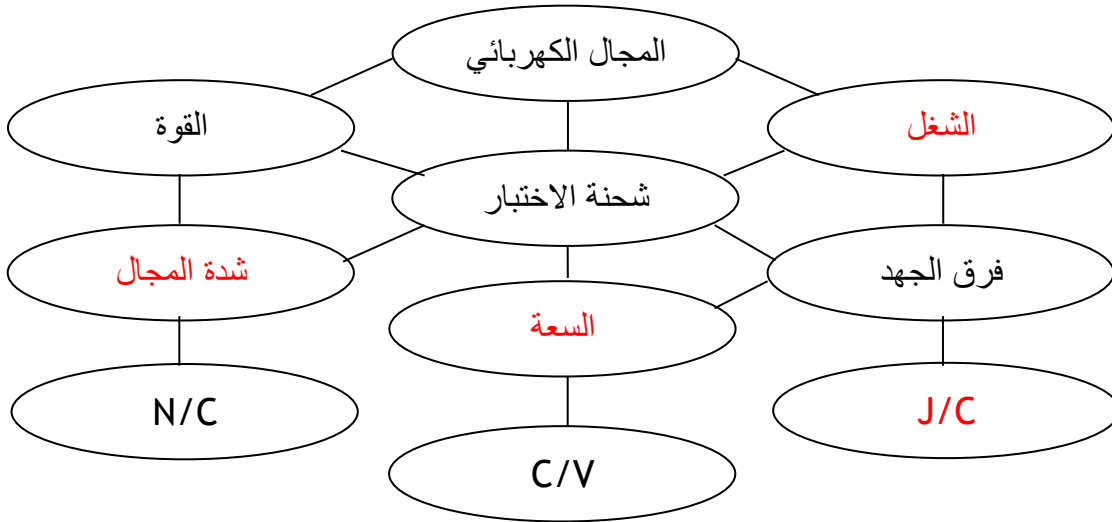 المجال الكهربائي
القوة
الشغل
شحنة الاختبار
شدة المجال
فرق الجهد
السعة
N/C
J/C
C/V